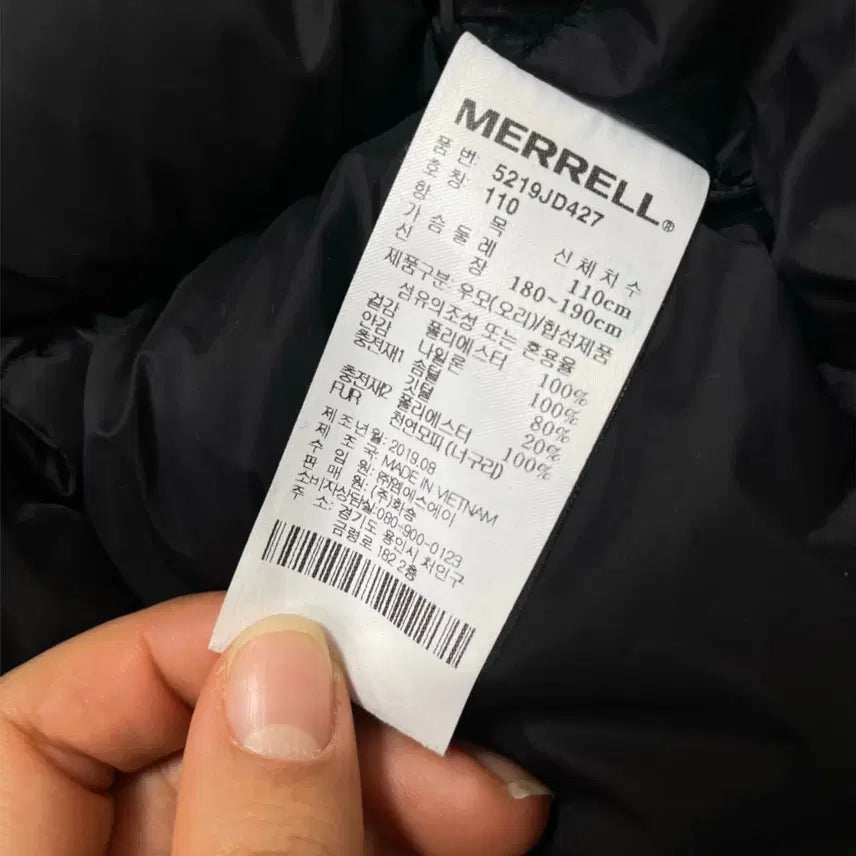 MERRELL®
품 번: 5219JD427
호 칭: 110
항 목 신 체 치 수
가 슴 둘 레 110cm
신 장 180~190cm
제품구분: 우모(오리)/합섬제품
섬유의 조성 또는 혼용율
겉감 폴리에스터 100%
안감 나일론 100%
충전재1 솜털 80%
깃털 20%
충전재2 폴리에스터 100%
FUR 천연모피(너구리)
제 조 년 월: 2019.08
제 조 국: MADE IN VIETNAM
수 입 원: ㈜엠에스에이
판 매 원: (주)화승
소비자상담실:080-900-0123
주 소: 경기도 용인시 처인구
금령로 182 2층